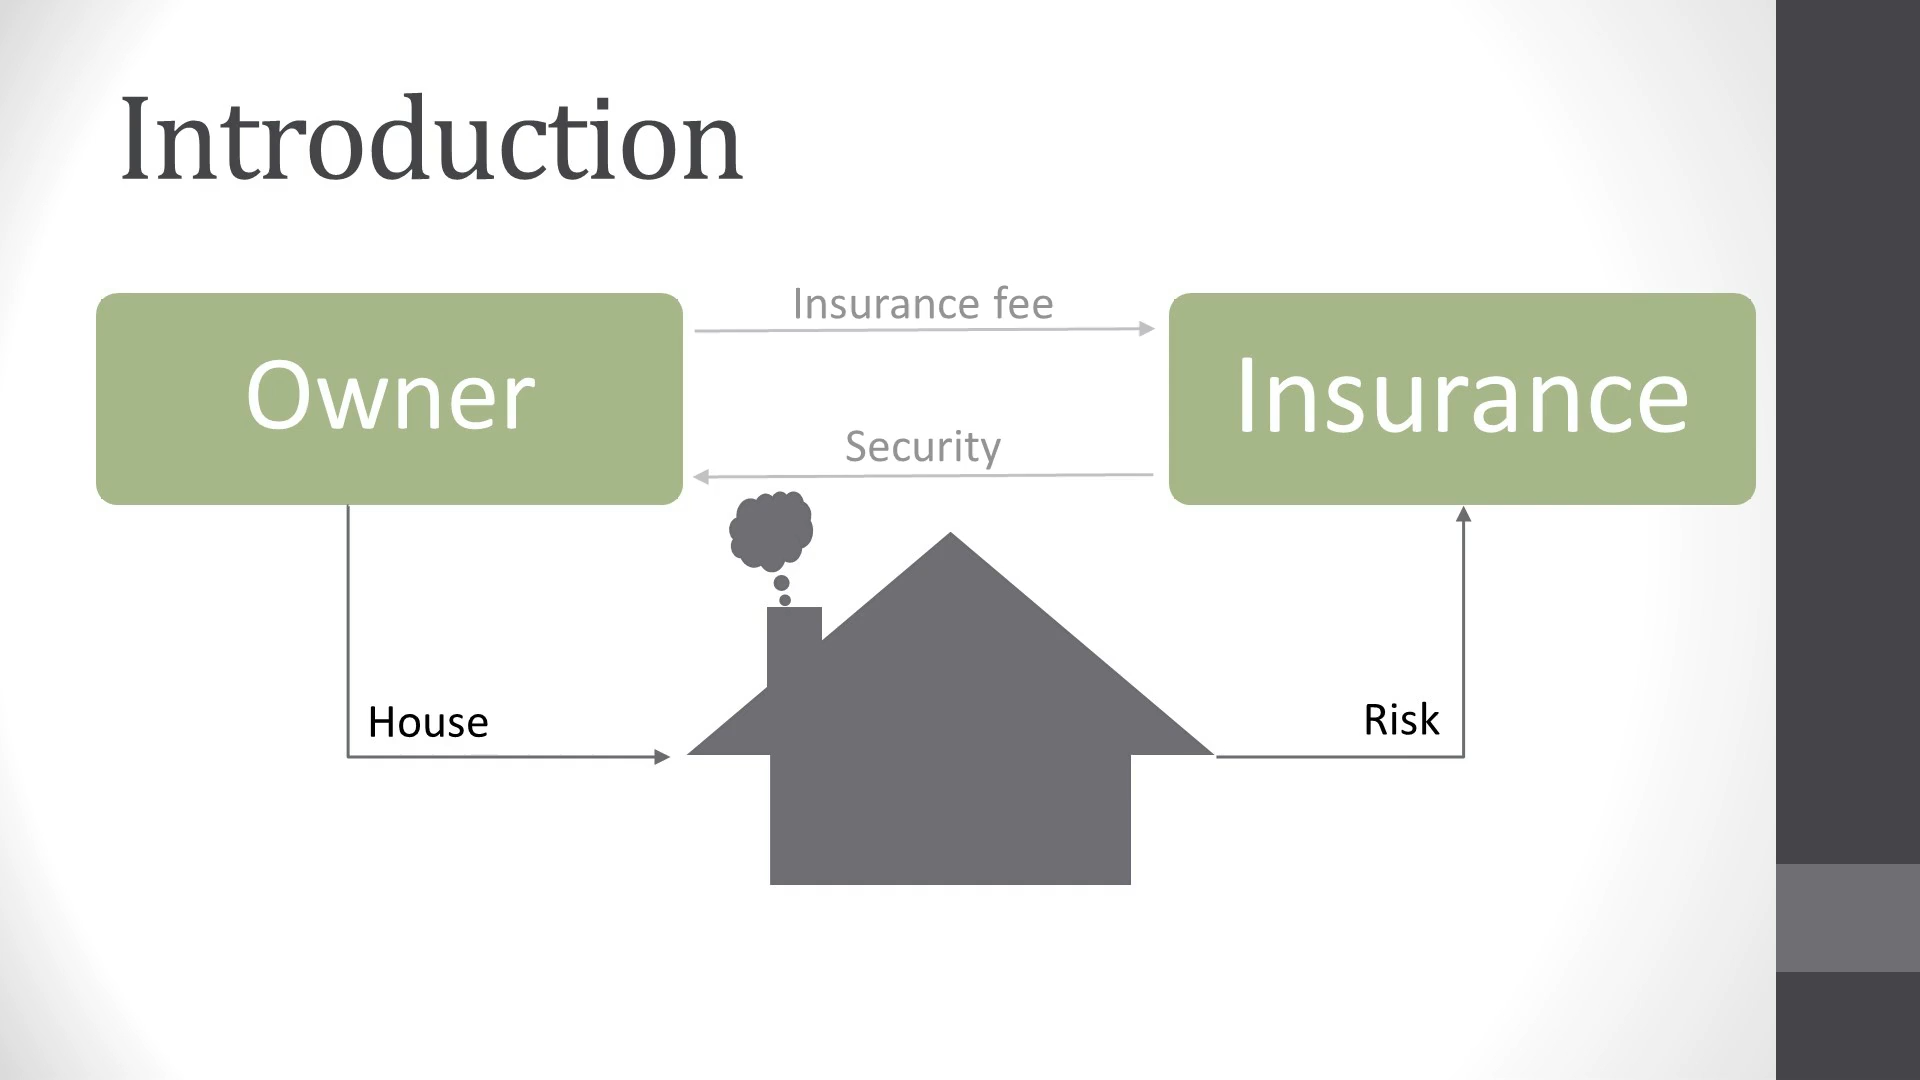 Introduction
Insurance fee
Owner
Insurance
Security
House
Risk